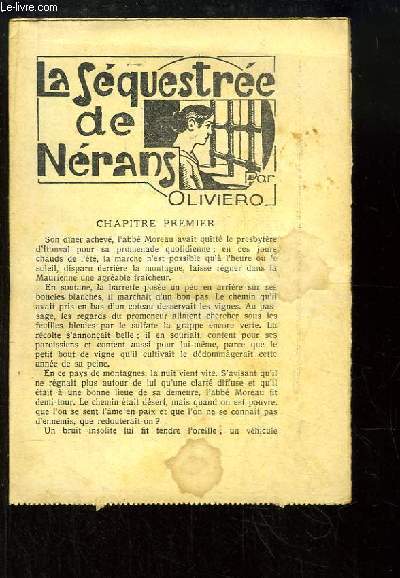 Le-livre.com
La Séquestrée
de
Nérans
Par
OLIVIERO
CHAPITRE PREMIER
Son dîner achevé, l'abbé Moreau avait quitté le presbytère
pour sa promenade quotidienne : en ces jours
chauds de l'été, la marche n'est possible qu'à l'heure où le
soleil, disparu derrière la montagne, laisse régner dans la
Maurienne une agréable fraîcheur.
En soutane, la barrette posée un peu en arrière sur ses
boucles blanches, il marchait d'un bon pas. Le chemin qu'il
avait pris en bas d'un coteau desservait les vignes. Au pas-
sage, les regards du promeneur allaient chercher sous les
feuilles bleuies par le sulfate la grappe encore verte. La
récolte s'annonçait belle ; il en souriait, content pour ses
paroissiens et content aussi pour lui-même, parce que le
petit bout de vigne qu'il cultivait le dédommagerait cette
année de sa peine.
En ce pays de montagnes, la nuit vient vite. S'avisant qu'il
ne régnait plus autour de lui qu'une clarté diffuse et qu'il
était à une bonne lieue de sa demeure, l'abbé Moreau fit
demi-tour. Le chemin était désert, mais quand on est pauvre,
que l'on se sent l'âme en paix et que l'on ne se connaît pas
d'ennemis, que redouterait-on ?
Un bruit insolite lui fit tendre l'oreille ; un véhicule